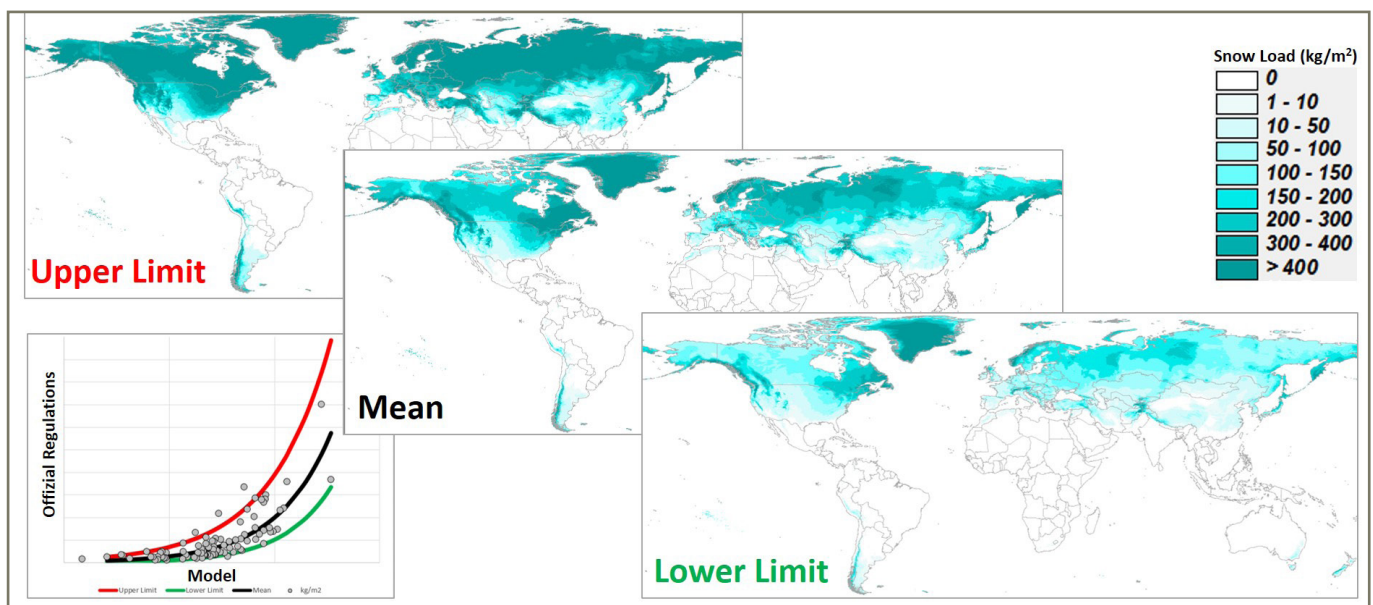 Snow Load (kg/m²)
0
1 - 10
10 - 50
50 - 100
100 - 150
150 - 200
200 - 300
300 - 400
> 400
Upper Limit
Mean
Lower Limit
Offizial Regulations
Model
Upper Limit Lower Limit Mean kg/m2